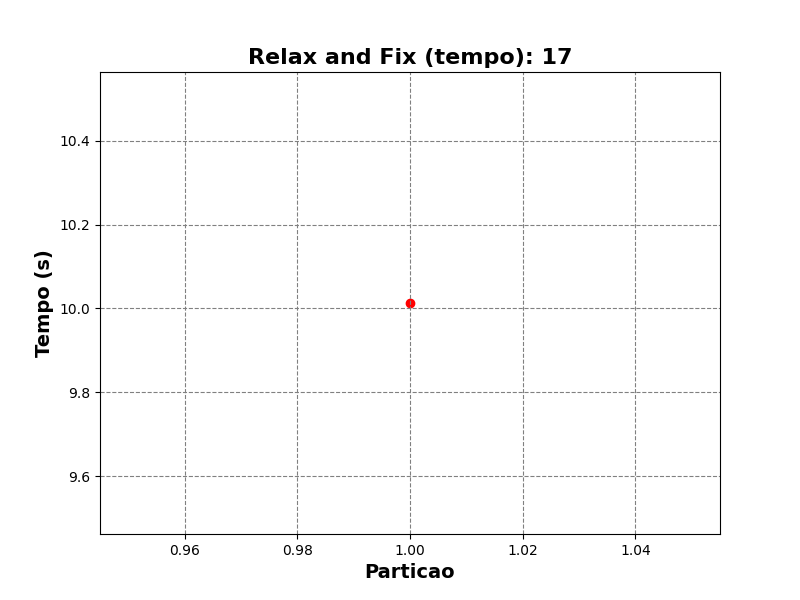 Relax and Fix (tempo): 17
10.4
10.2
10.0
9.8
9.6
Tempo (s)
0.96 0.98 1.00 1.02 1.04
Particao